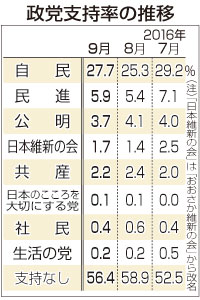 政党支持率の推移
2016年
9月 8月 7月
自民 27.7 25.3 29.2%
民進 5.9 5.4 7.1
公明 3.7 4.1 4.0
日本維新の会 1.7 1.4 2.5
共産 2.2 2.4 2.0
日本のこころを
大切にする党 0.1 0.1 0.0
社民 0.4 0.6 0.4
生活の党 0.2 0.2 0.5
支持なし 56.4 58.9 52.5
(注)「日本維新の会」は「おおさか維新の会」から改名